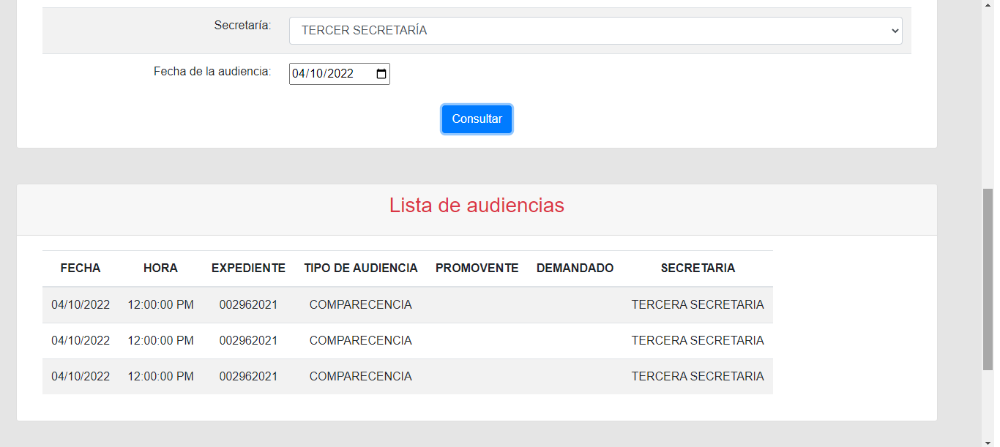 Secretaría: TERCER SECRETARÍA
Fecha de la audiencia: 04/10/2022
Consultar
Lista de audiencias
FECHA HORA EXPEDIENTE TIPO DE AUDIENCIA PROMOVENTE DEMANDADO SECRETARIA
04/10/2022 12:00:00 PM 002962021 COMPARECENCIA TERCERA SECRETARIA
04/10/2022 12:00:00 PM 002962021 COMPARECENCIA TERCERA SECRETARIA
04/10/2022 12:00:00 PM 002962021 COMPARECENCIA TERCERA SECRETARIA